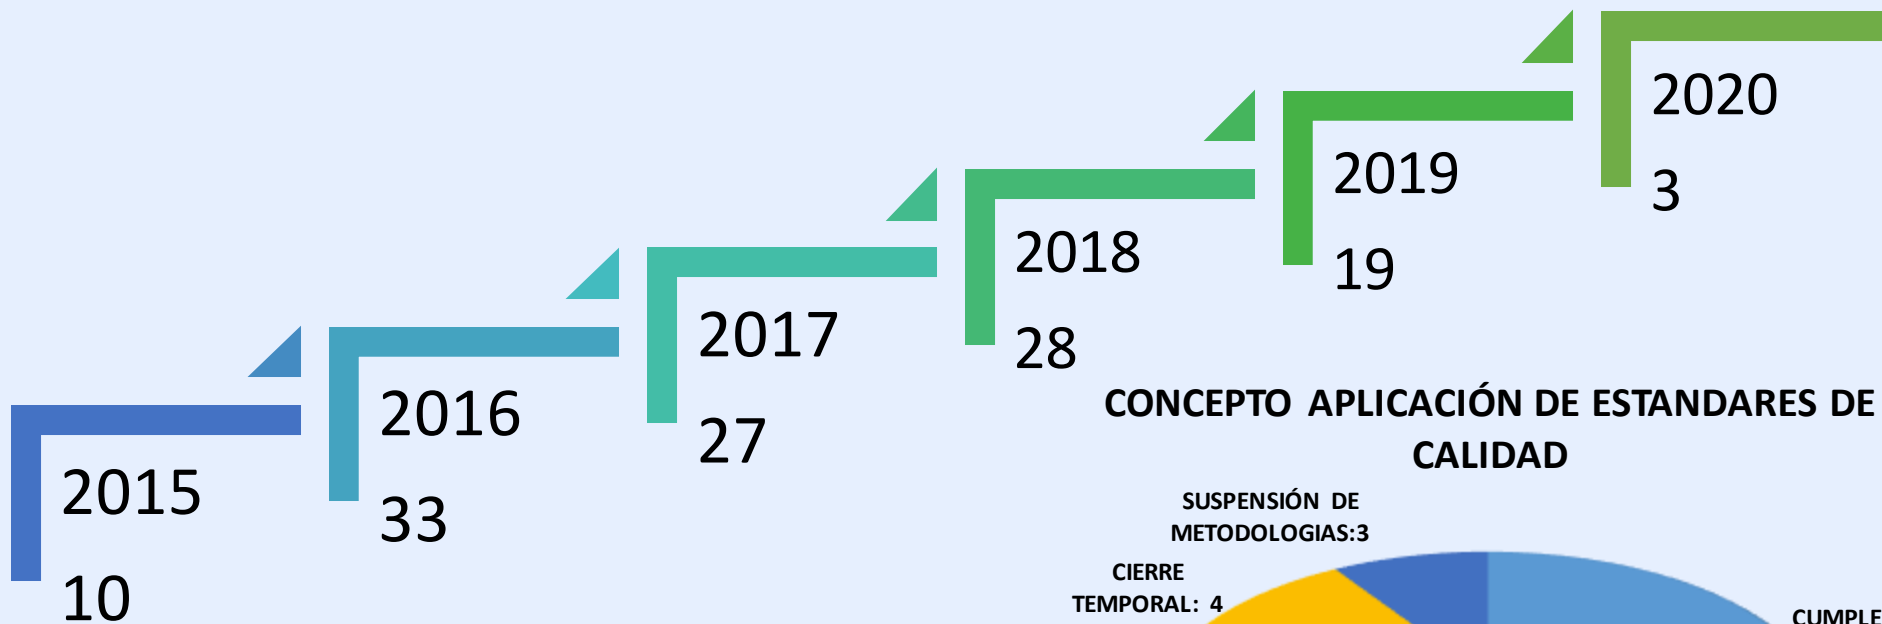 2015
10
2016
33
2017
27
2018
28
2019
19
2020
3
CONCEPTO APLICACIÓN DE ESTANDARES DE
CALIDAD
SUSPENSIÓN DE
METODOLOGIAS:3
CIERRE
TEMPORAL: 4
CUMPLE